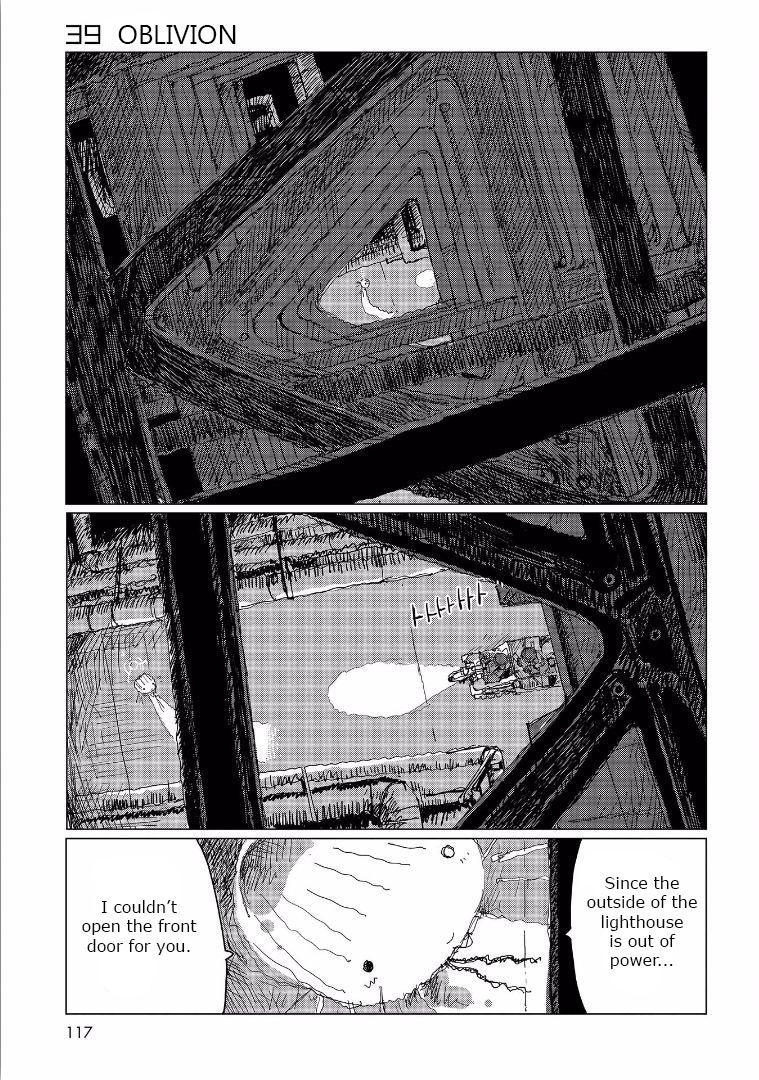 39 OBLIVION
トトトトトト
Since the
outside of the
lighthouse
is out of
power...
I couldn't
open the front
door for you.
117